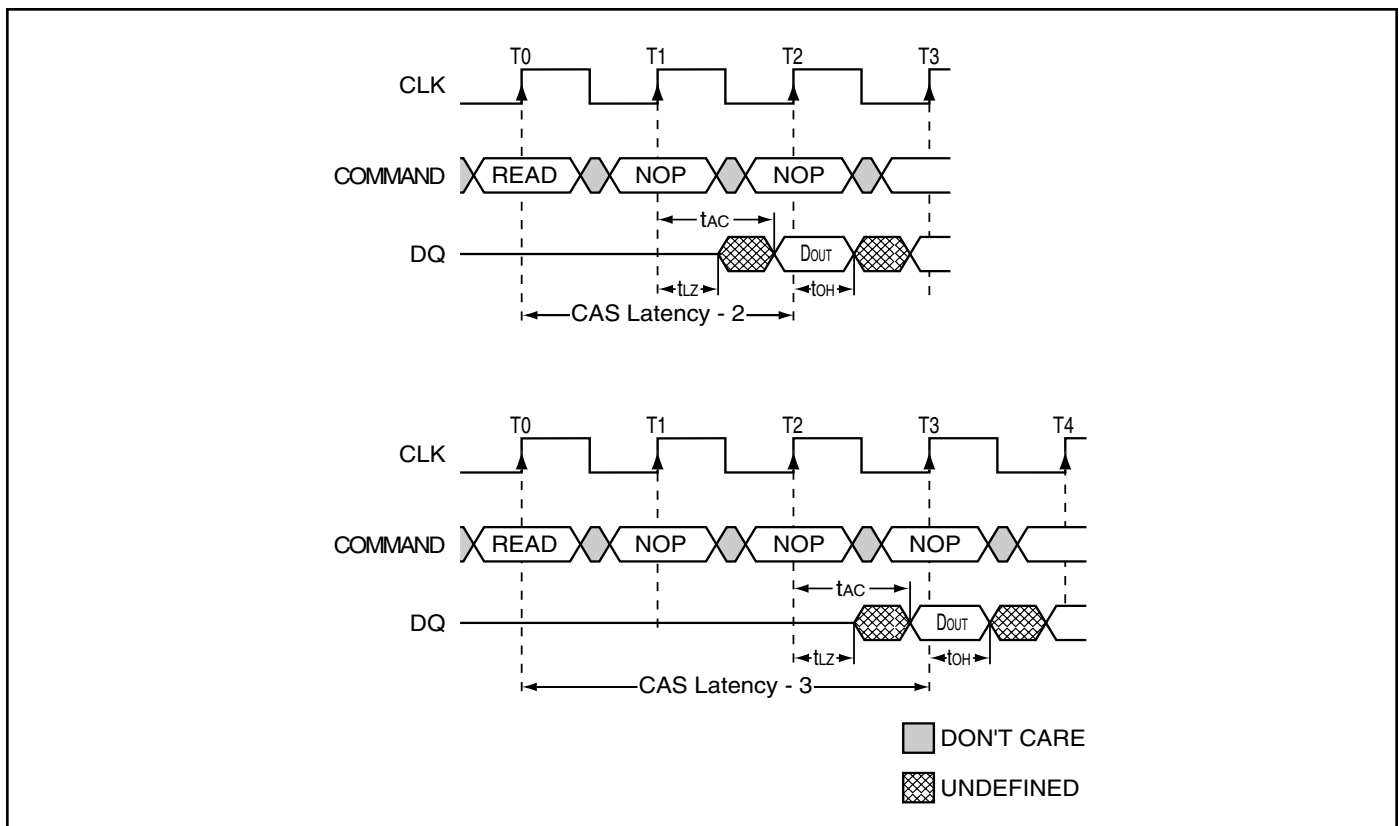 T0 T1 T2 T3
CLK
COMMAND READ NOP NOP
tAC
DQ DOUT
tLZ tOH
CAS Latency - 2
T0 T1 T2 T3 T4
CLK
COMMAND READ NOP NOP NOP
tAC
DQ DOUT
tLZ tOH
CAS Latency - 3
DON'T CARE
UNDEFINED